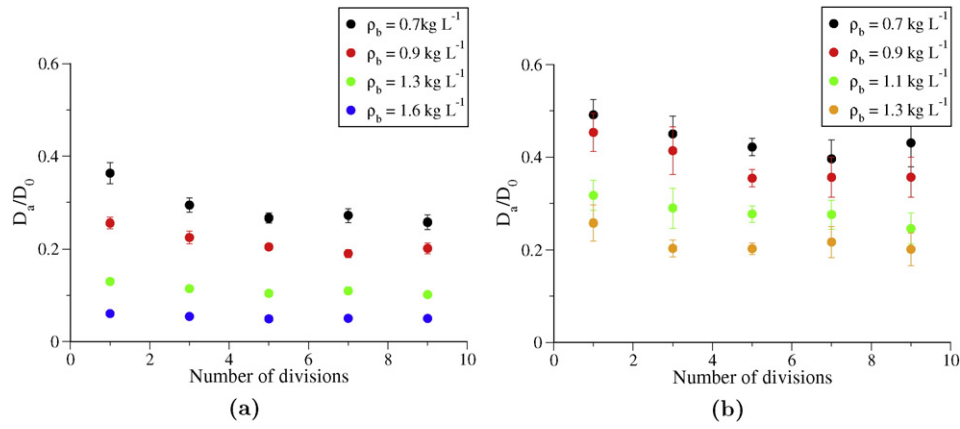 ρb = 0.7kg L-1
ρb = 0.9 kg L-1
ρb = 1.3 kg L-1
ρb = 1.6 kg L-1
0.6
0.4
0.2
0
Da/D0
0 2 4 6 8 10
Number of divisions
(a)
ρb = 0.7 kg L-1
ρb = 0.9 kg L-1
ρb = 1.1 kg L-1
ρb = 1.3 kg L-1
0.6
0.4
0.2
0
Da/D0
0 2 4 6 8 10
Number of divisions
(b)